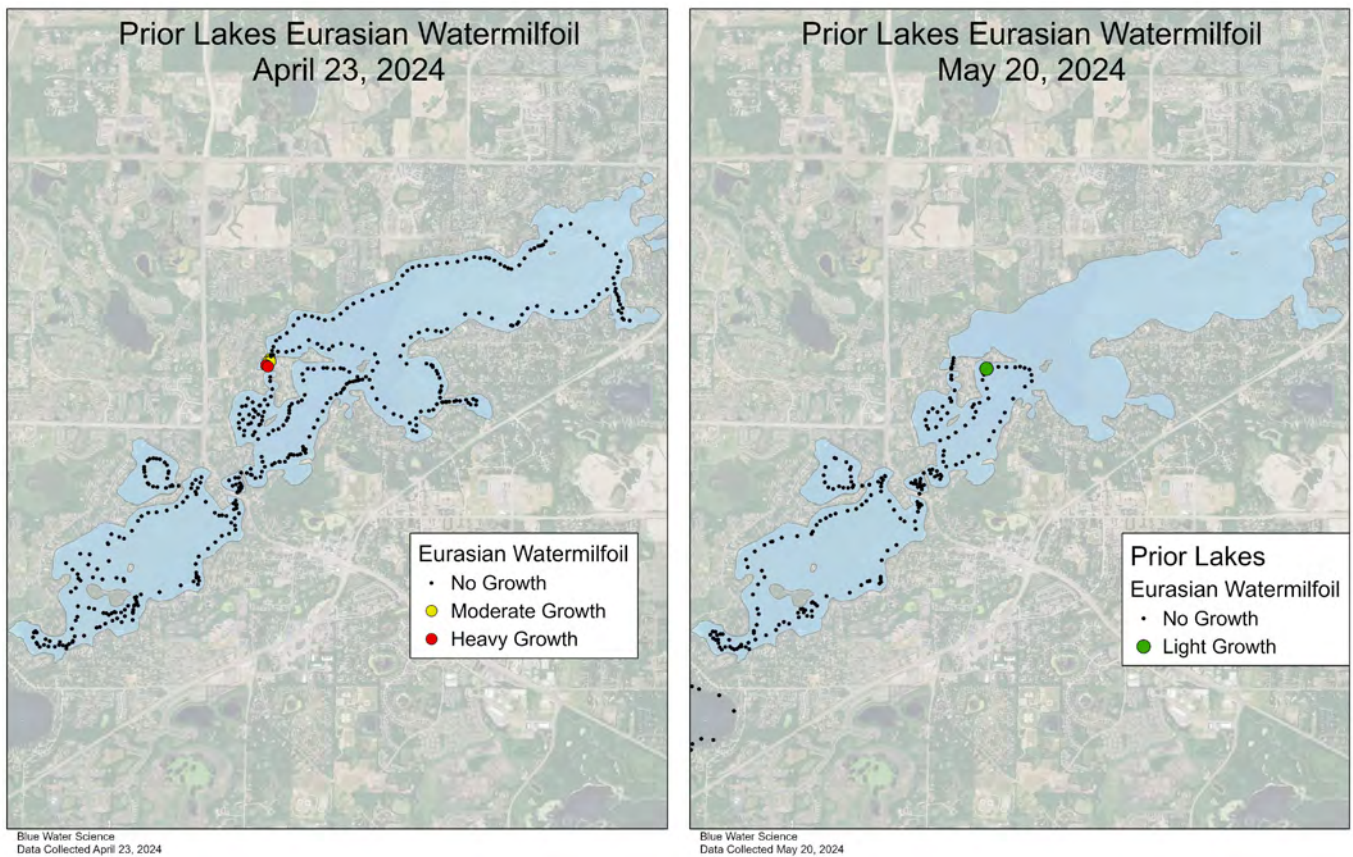 Prior Lakes Eurasian Watermilfoil
April 23, 2024
Eurasian Watermilfoil
No Growth
Moderate Growth
Heavy Growth
Blue Water Science
Data Collected April 23, 2024
Prior Lakes Eurasian Watermilfoil
May 20, 2024
Prior Lakes
Eurasian Watermilfoil
No Growth
Light Growth
Blue Water Science
Data Collected May 20, 2024